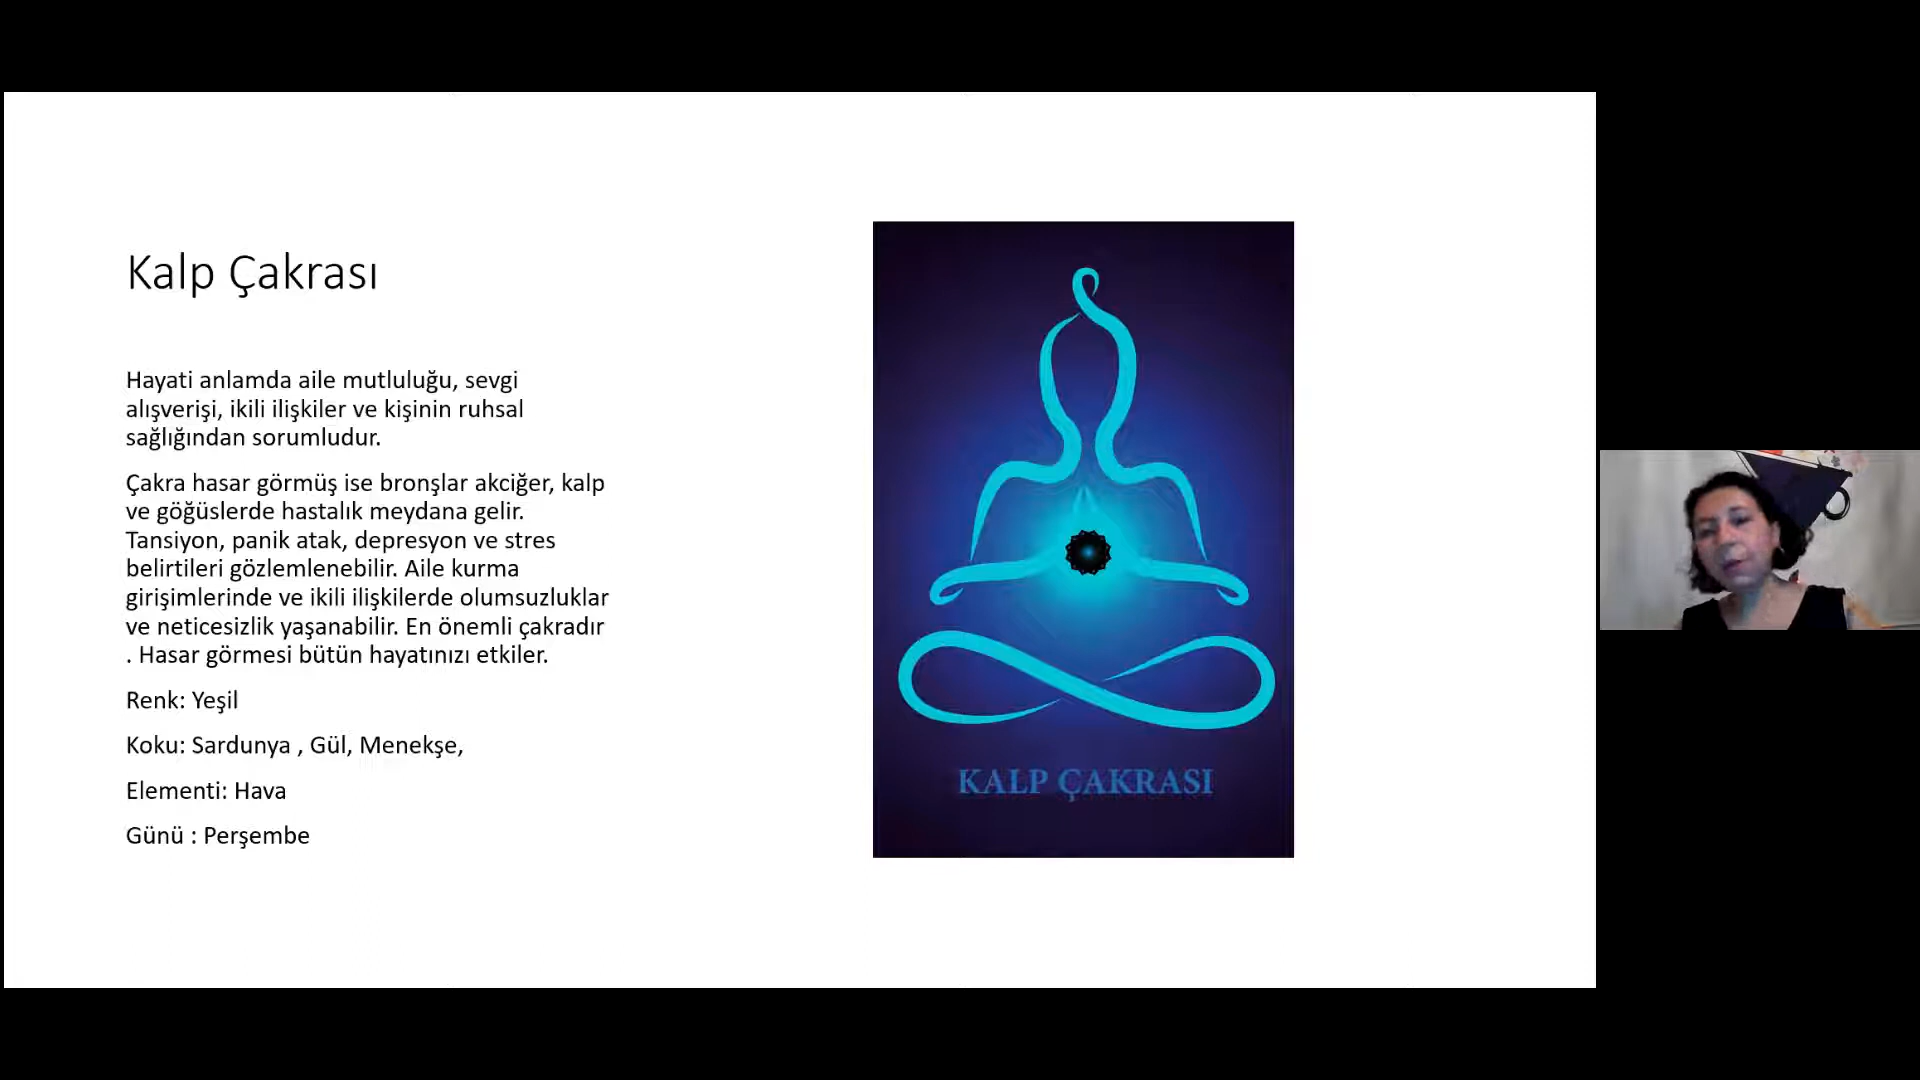 Kalp Çakrası
Hayati anlamda aile mutluluğu, sevgi
alışverişi, ikili ilişkiler ve kişinin ruhsal
sağlığından sorumludur.
Çakra hasar görmüş ise bronşlar akciğer, kalp
ve göğüslerde hastalık meydana gelir.
Tansiyon, panik atak, depresyon ve stres
belirtileri gözlemlenebilir. Aile kurma
girişimlerinde ve ikili ilişkilerde olumsuzluklar
ve neticesizlik yaşanabilir. En önemli çakradır
. Hasar görmesi bütün hayatınızı etkiler.
Renk: Yeşil
Koku: Sardunya , Gül, Menekşe,
Elementi: Hava
Günü : Perşembe
KALP ÇAKRASI